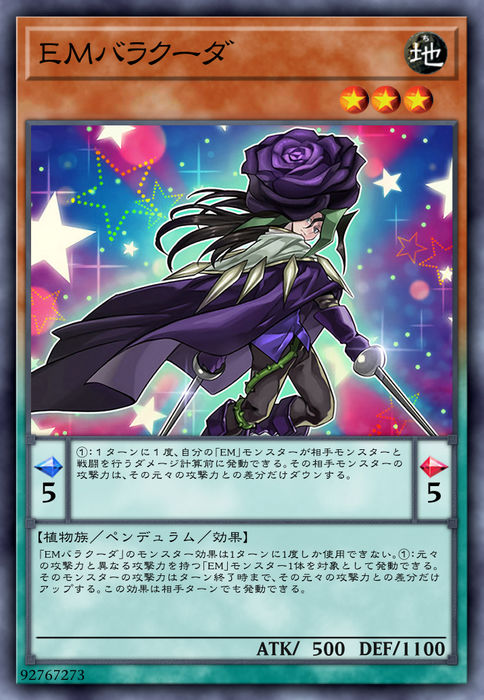 EMバラクーダ
ち
地
①:1ターンに1度、自分の「EM」モンスターが相手モンスターと
戦闘を行うダメージ計算前に発動できる。その相手モンスターの
攻撃力は、その元々の攻撃力との差分だけダウンする。
5
5
【植物族／ペンデュラム／効果】
「EMバラクーダ」のモンスター効果は1ターンに1度しか使用できない。①:元々
の攻撃力と異なる攻撃力を持つ「EM」モンスター1体を対象として発動できる。
そのモンスターの攻撃力はターン終了時まで、その元々の攻撃力との差分だけ
アップする。この効果は相手ターンでも発動できる。
ATK/ 500 DEF/1100
92767273